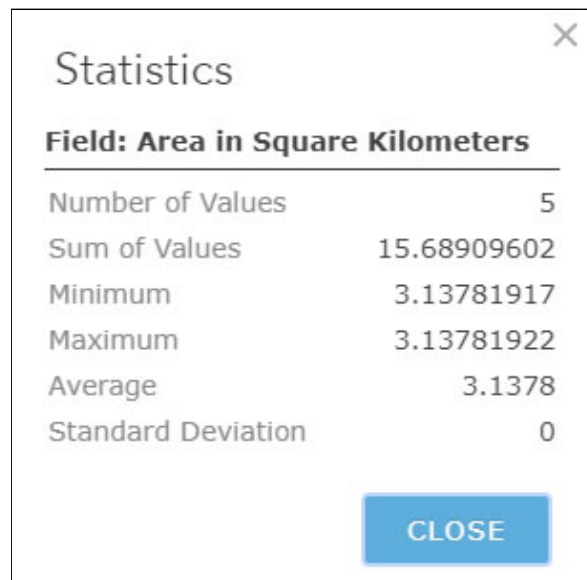 Statistics
Field: Area in Square Kilometers
Number of Values 5
Sum of Values 15.68909602
Minimum 3.13781917
Maximum 3.13781922
Average 3.1378
Standard Deviation 0
CLOSE